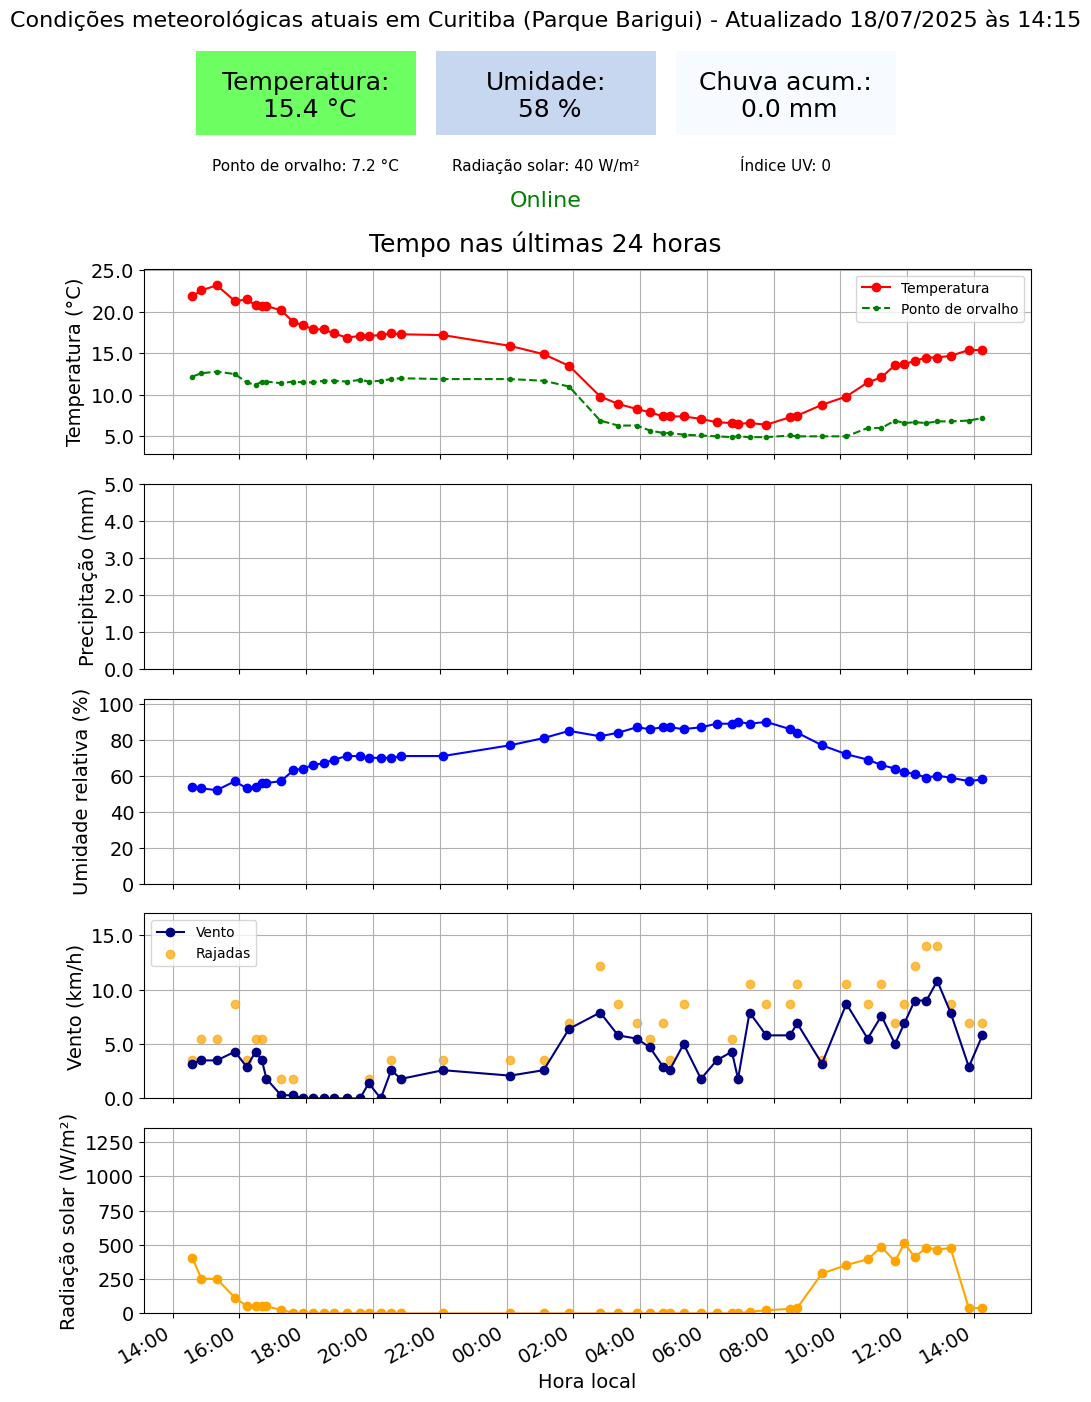 Condições meteorológicas atuais em Curitiba (Parque Barigui) - Atualizado 18/07/2025 às 14:15
Temperatura:
15.4 °C
Umidade:
58 %
Chuva acum.:
0.0 mm
Ponto de orvalho: 7.2 °C
Radiação solar: 40 W/m²
Índice UV: 0
Online
Tempo nas últimas 24 horas
Temperatura (°C)
25.0
20.0
15.0
10.0
5.0
Temperatura
Ponto de orvalho
Precipitação (mm)
5.0
4.0
3.0
2.0
1.0
0.0
Umidade relativa (%)
100
80
60
40
20
0
Vento (km/h)
15.0
10.0
5.0
0.0
Vento
Rajadas
Radiação solar (W/m²)
1250
1000
750
500
250
0
14:00
16:00
18:00
20:00
22:00
00:00
02:00
04:00
06:00
08:00
10:00
12:00
14:00
Hora local